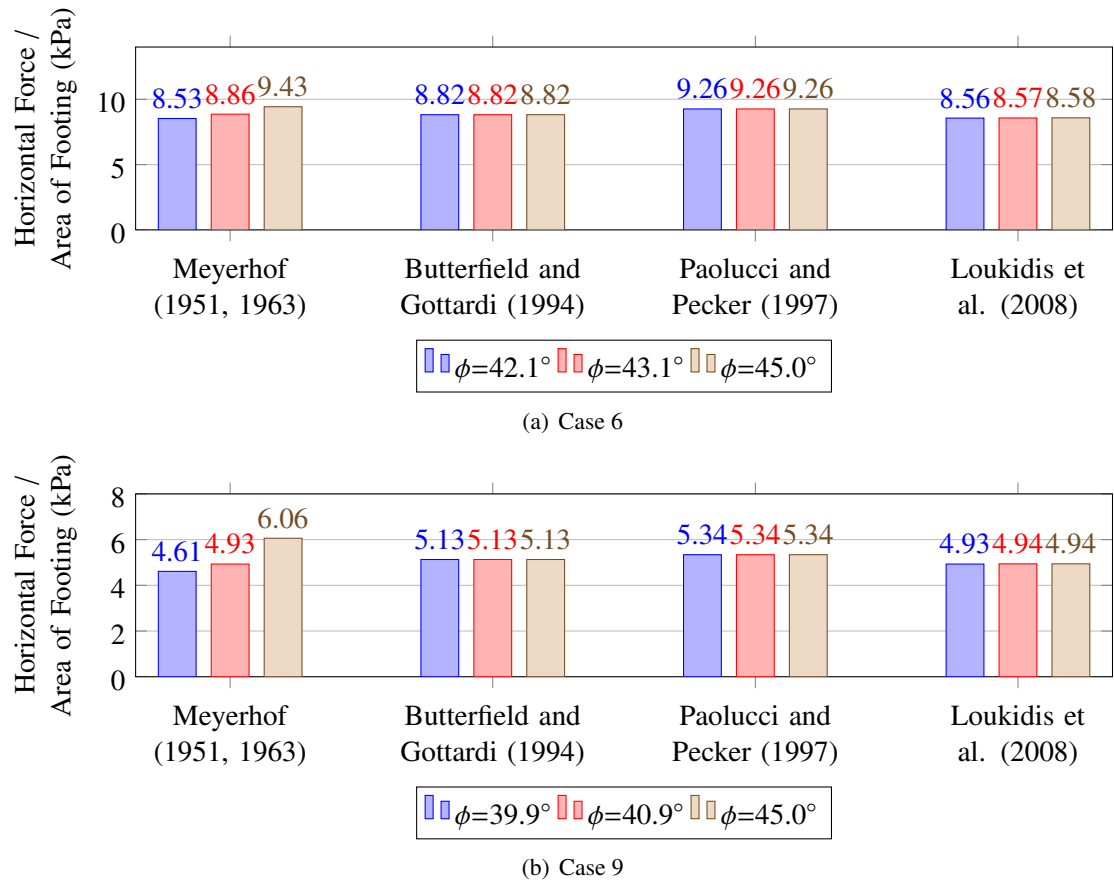 Horizontal Force /
Area of Footing (kPa)
10
5
0
8.53 8.86 9.43 8.82 8.82 8.82 9.26 9.26 9.26 8.56 8.57 8.58
Meyerhof
(1951, 1963)
Butterfield and
Gottardi (1994)
Paolucci and
Pecker (1997)
Loukidis et
al. (2008)
ϕ=42.1° ϕ=43.1° ϕ=45.0°
(a) Case 6
Horizontal Force /
Area of Footing (kPa)
8
6
4
2
0
4.61 4.93 6.06 5.13 5.13 5.13 5.34 5.34 5.34 4.93 4.94 4.94
Meyerhof
(1951, 1963)
Butterfield and
Gottardi (1994)
Paolucci and
Pecker (1997)
Loukidis et
al. (2008)
ϕ=39.9° ϕ=40.9° ϕ=45.0°
(b) Case 9